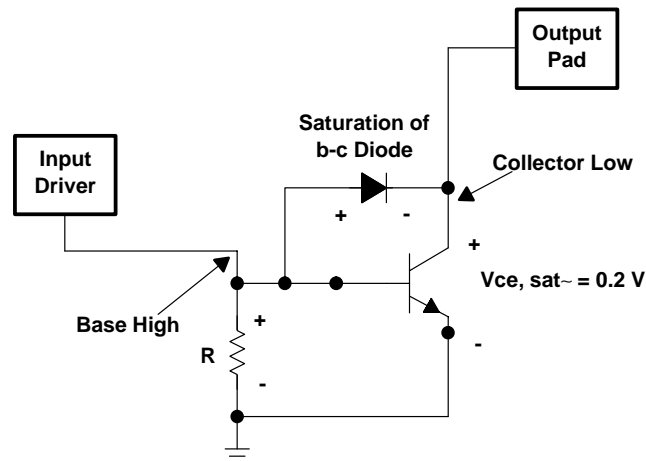 Output
Pad
Saturation of
b-c Diode
Input
Driver
Collector Low
+ -
+
Vce, sat~ = 0.2 V
Base High
+
-
R
-